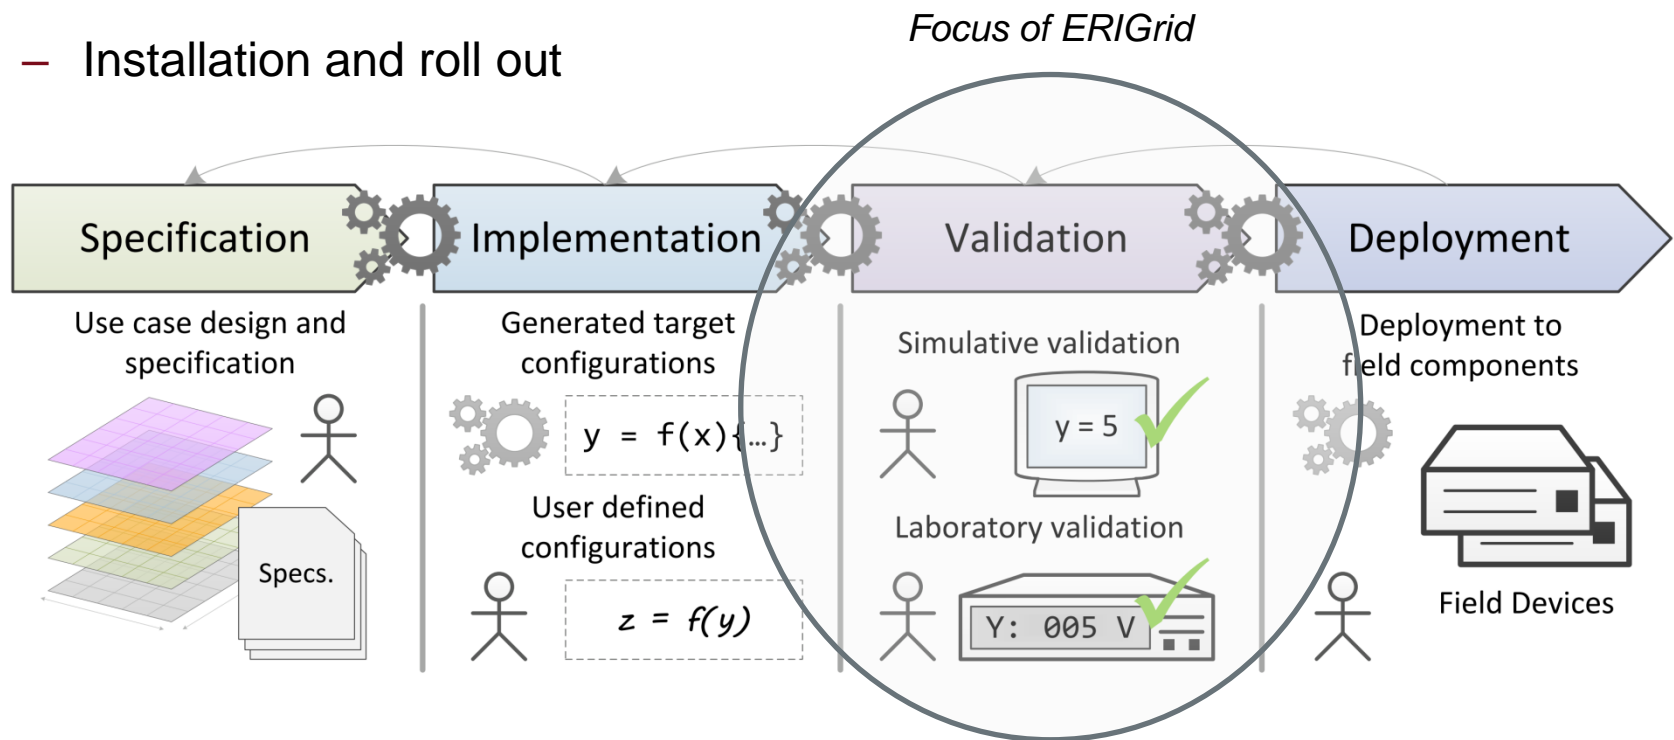 Focus of ERIGrid
– Installation and roll out
Specification
Implementation
Validation
Deployment
Use case design and
specification
Specs.
Generated target
configurations
y = f(x){…}
User defined
configurations
z = f(y)
Simulative validation
y = 5
Laboratory validation
Y: 005 V
Deployment to
field components
Field Devices